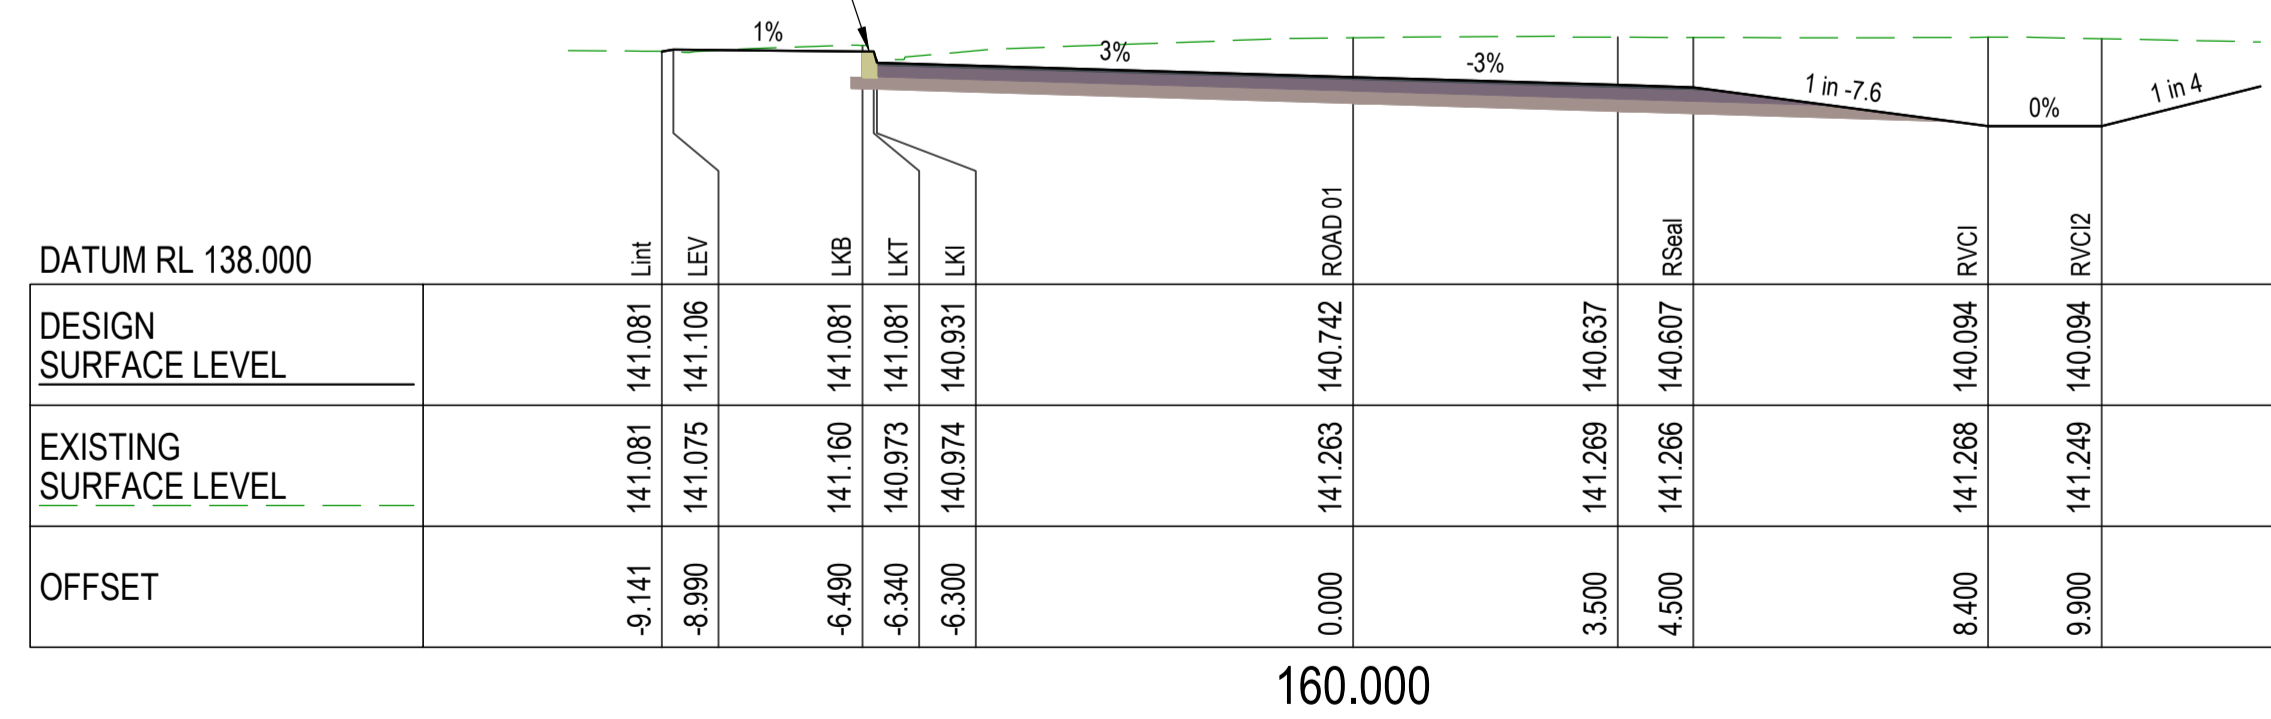 1%
3%
-3%
1 in -7.6
0%
1 in 4
DATUM RL 138.000
Lint
LEV
LKB
LKT
LKI
ROAD 01
RSeal
RVCI
RVCI2
DESIGN
SURFACE LEVEL
141.081
141.106
141.081
141.081
140.931
140.742
140.637
140.607
140.094
140.094
EXISTING
SURFACE LEVEL
141.081
141.075
141.160
140.973
140.974
141.263
141.269
141.266
141.268
141.249
OFFSET
-9.141
-8.990
-6.490
-6.340
-6.300
0.000
3.500
4.500
8.400
9.900
160.000